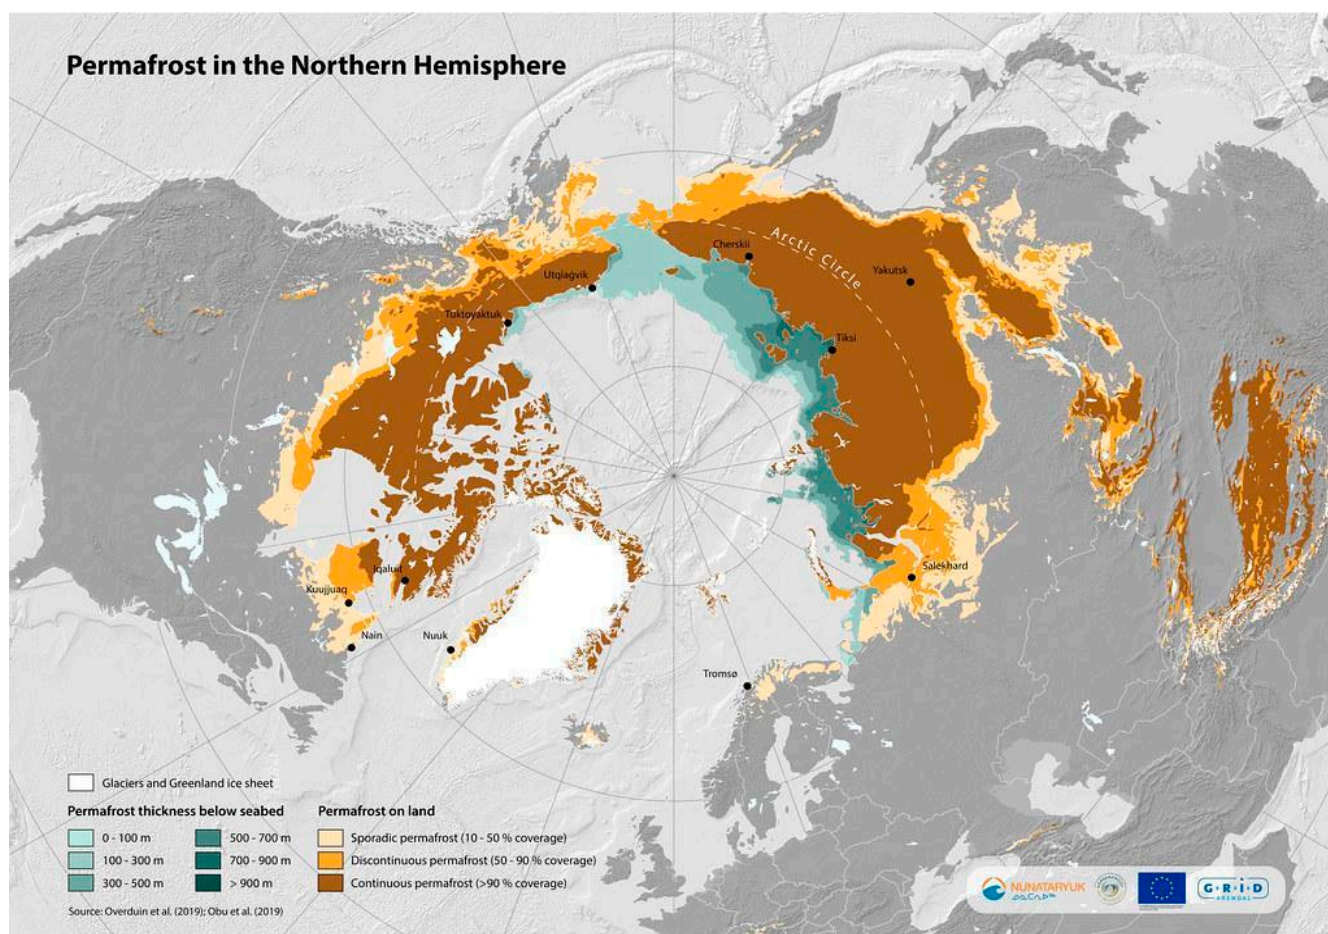 Permafrost in the Northern Hemisphere
Arctic Circle
Cherskii
Yakutsk
Utqiaġvik
Tuktoyaktuk
Tiksi
Iqaluit
Kuujjuaq
Salekhard
Nain
Nuuk
Tromsø
Glaciers and Greenland ice sheet
Permafrost thickness below seabed
0 - 100 m
100 - 300 m
300 - 500 m
500 - 700 m
700 - 900 m
> 900 m
Permafrost on land
Sporadic permafrost (10 - 50 % coverage)
Discontinuous permafrost (50 - 90 % coverage)
Continuous permafrost (>90 % coverage)
Source: Overduin et al. (2019); Obu et al. (2019)
NUNATARYUK
ᓄᓇᑕᕆᐅᒃ
G·R·I·D
ARENDAL